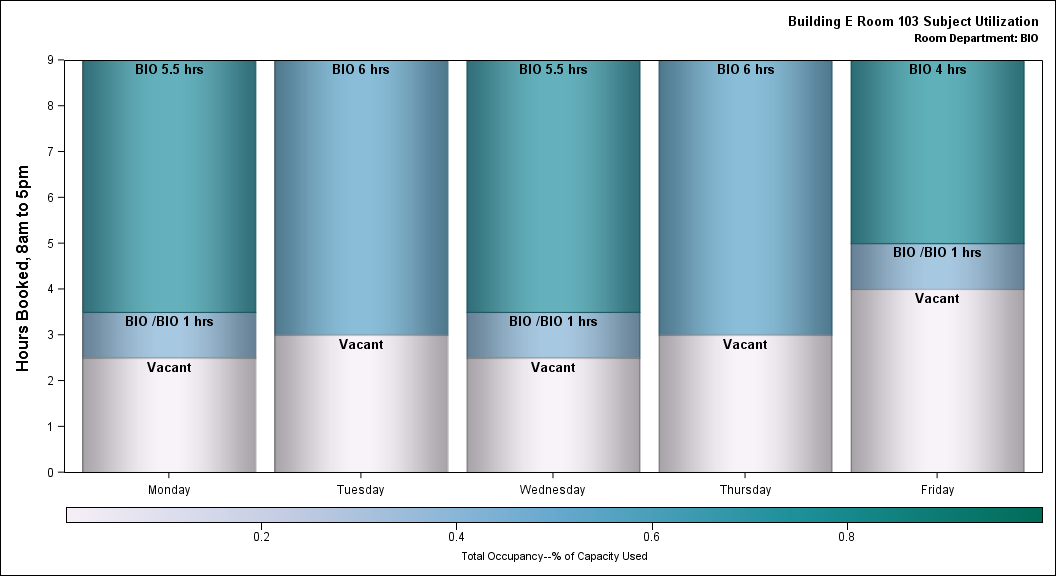 Building E Room 103 Subject Utilization
Room Department: BIO
Hours Booked, 8am to 5pm
9
8
7
6
5
4
3
2
1
0
BIO 5.5 hrs
BIO /BIO 1 hrs
Vacant
BIO 6 hrs
Vacant
BIO 5.5 hrs
BIO /BIO 1 hrs
Vacant
BIO 6 hrs
Vacant
BIO 4 hrs
BIO /BIO 1 hrs
Vacant
Monday Tuesday Wednesday Thursday Friday
0.2 0.4 0.6 0.8
Total Occupancy--% of Capacity Used